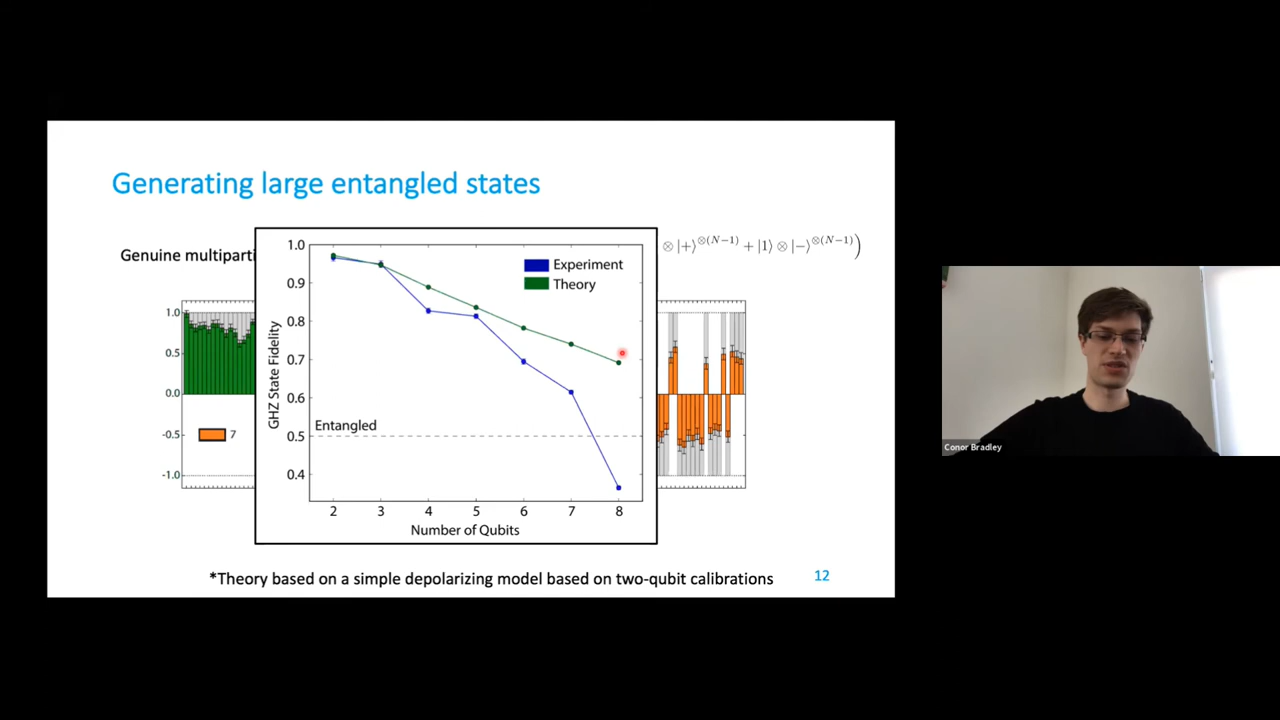 Generating large entangled states
Genuine multiparti
⊗ |+⟩^{⊗(N−1)} + |1⟩ ⊗ |−⟩^{⊗(N−1)})
1.0
0.5
0.0
-0.5
-1.0
7
1.0
0.9
0.8
0.7
0.6
0.5
0.4
GHZ State Fidelity
Experiment
Theory
Entangled
2 3 4 5 6 7 8
Number of Qubits
*Theory based on a simple depolarizing model based on two-qubit calibrations
12
Conor Bradley